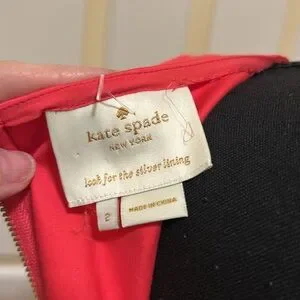 kate spade
NEW YORK
look for the silver lining
2
MADE IN CHINA